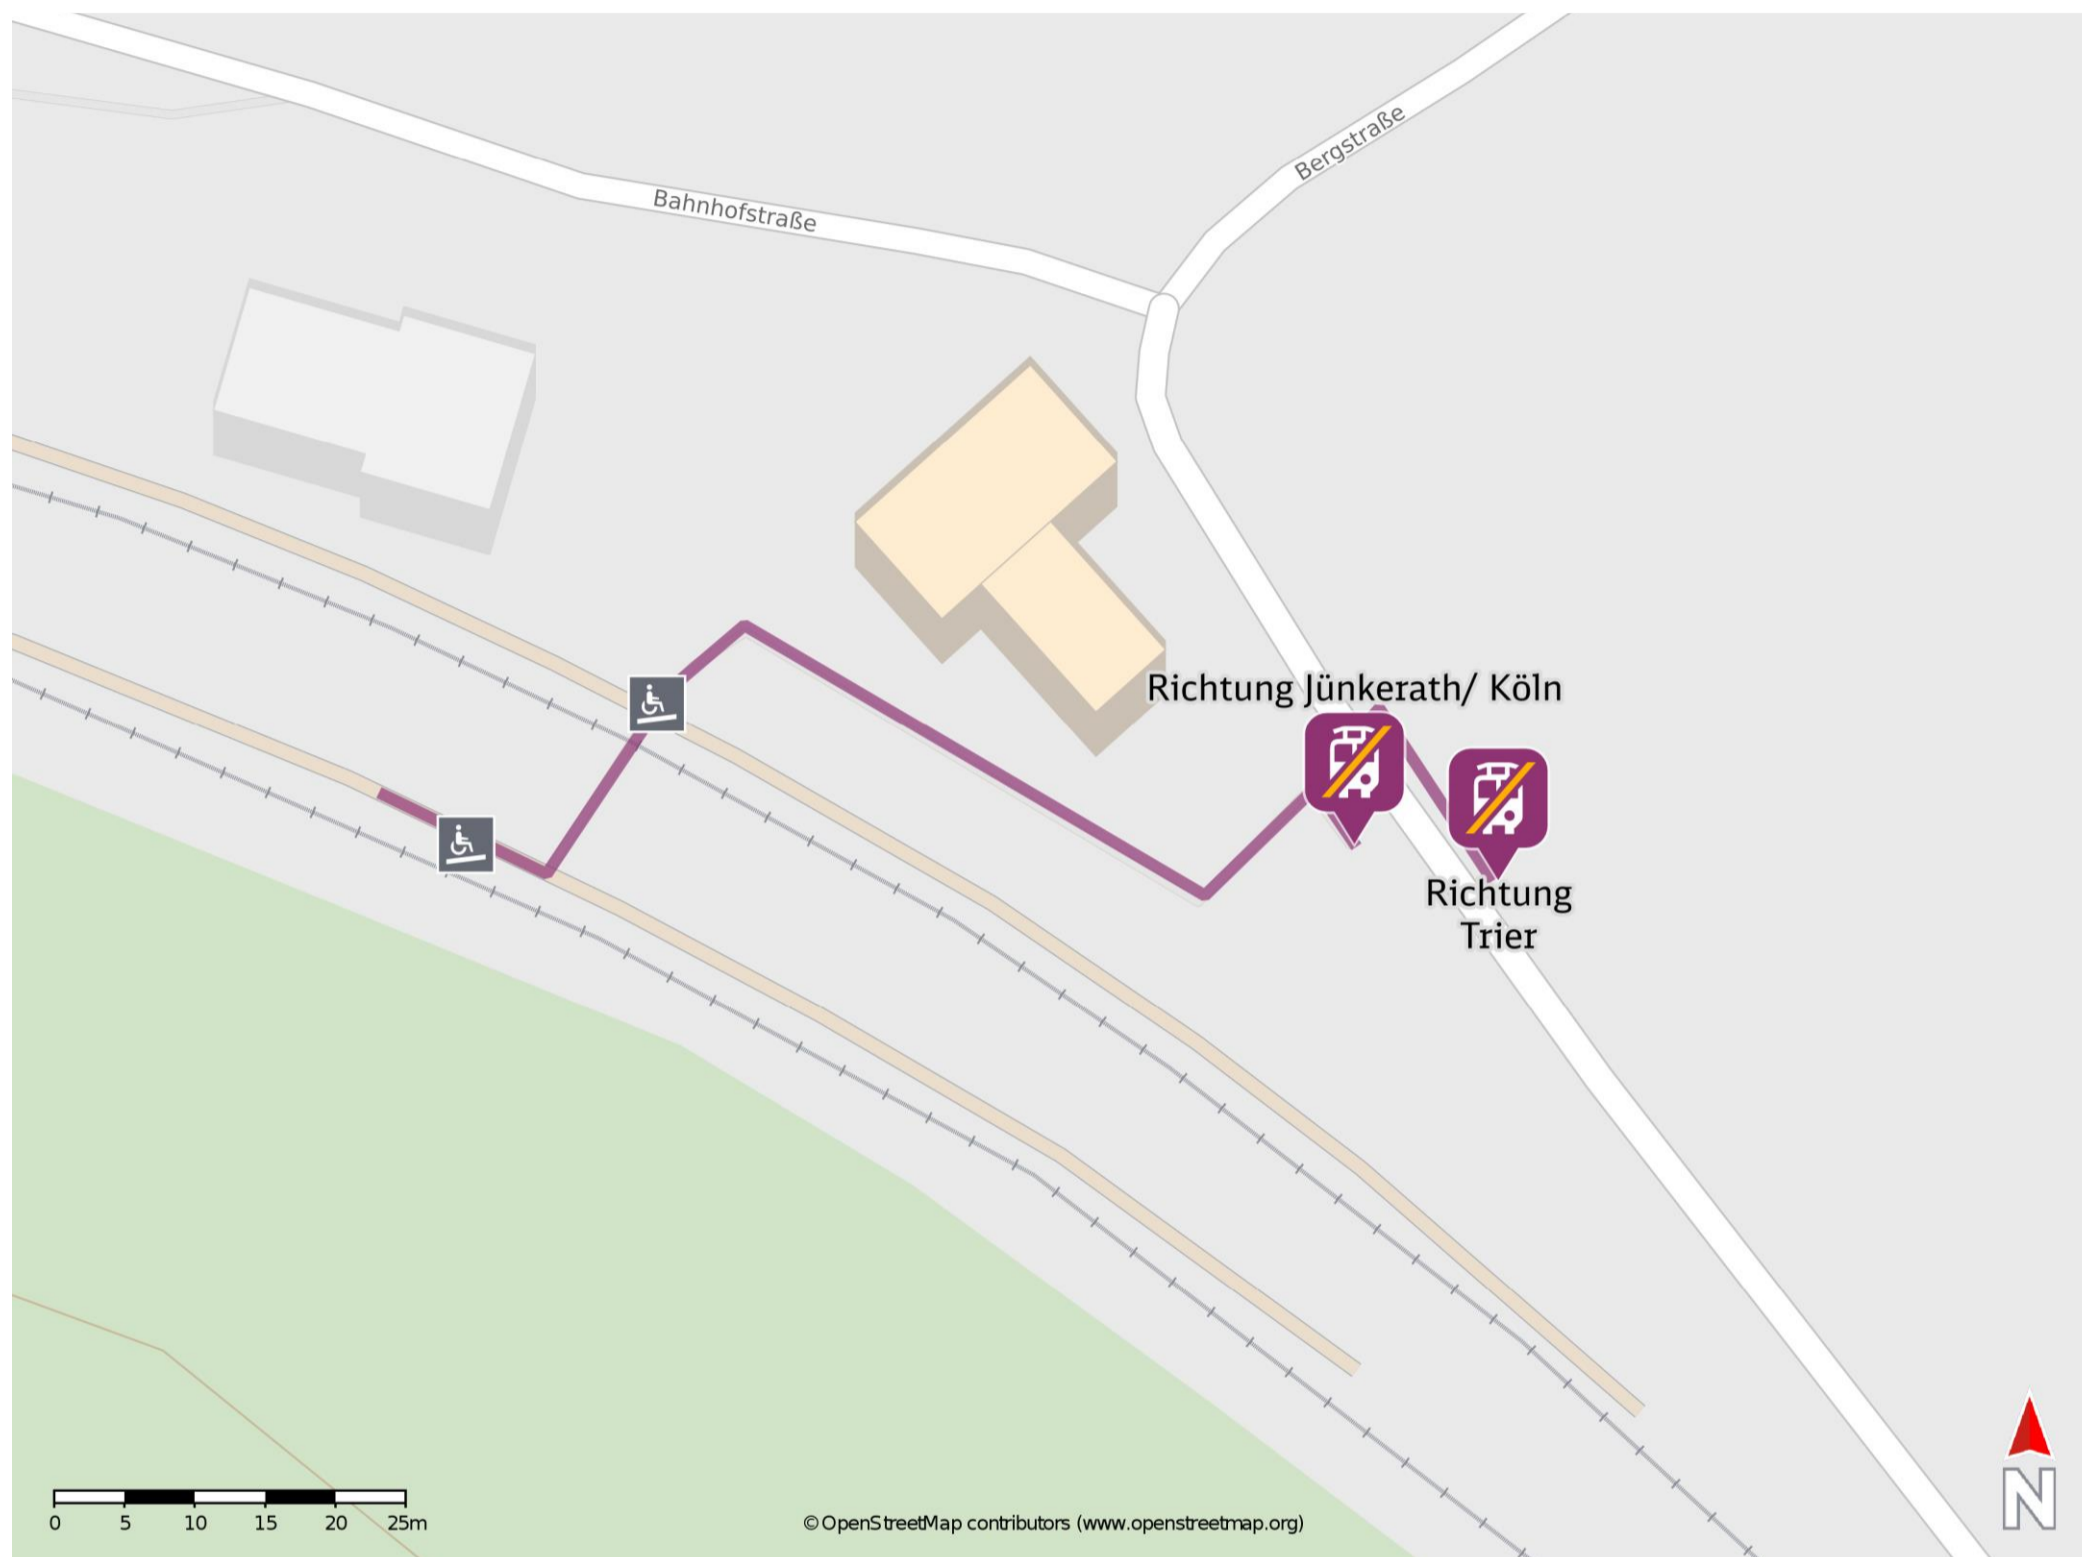 Bergstraße
Bahnhofstraße
Richtung Jünkerath/ Köln
Richtung
Trier
0 5 10 15 20 25m
© OpenStreetMap contributors (www.openstreetmap.org)
N